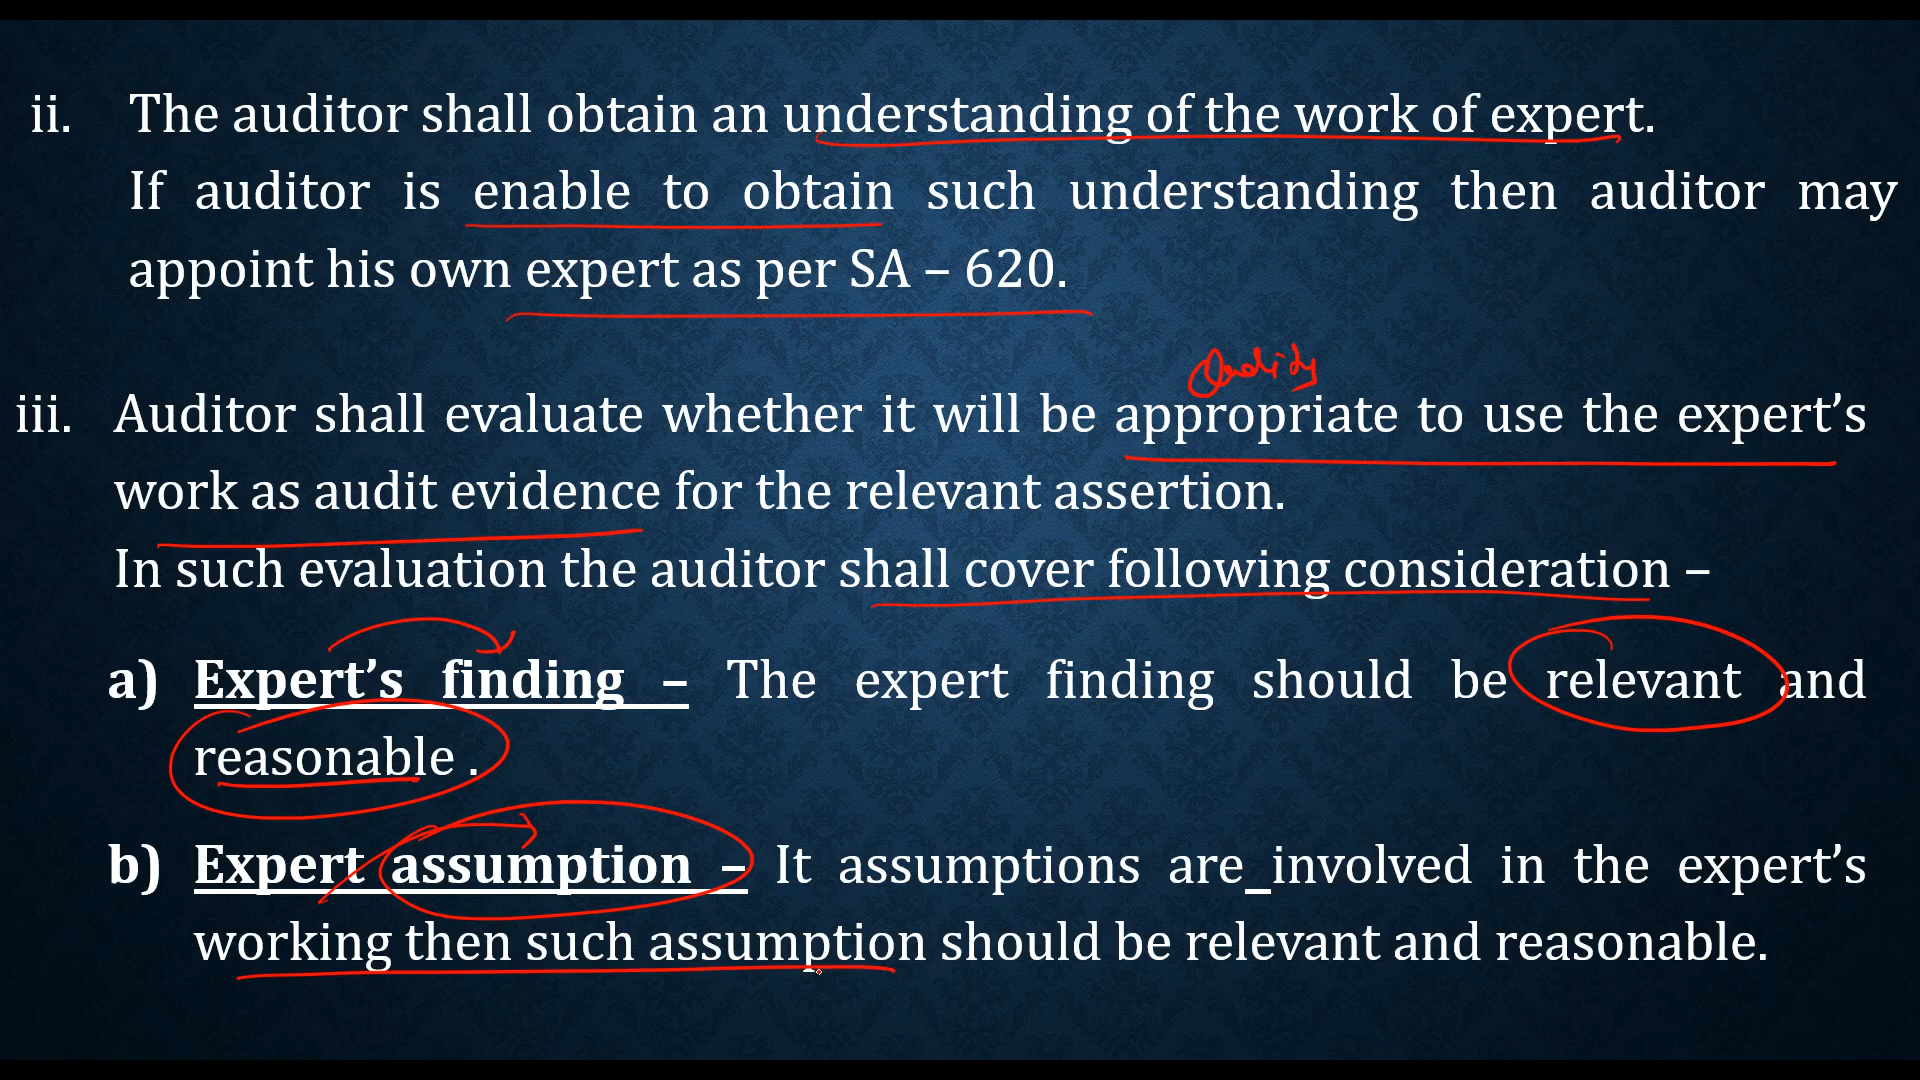 ii. The auditor shall obtain an understanding of the work of expert.
If auditor is enable to obtain such understanding then auditor may
appoint his own expert as per SA – 620.
Quality
iii. Auditor shall evaluate whether it will be appropriate to use the expert’s
work as audit evidence for the relevant assertion.
In such evaluation the auditor shall cover following consideration –
a) Expert’s finding – The expert finding should be relevant and
reasonable .
b) Expert assumption – It assumptions are_involved in the expert’s
working then such assumption should be relevant and reasonable.